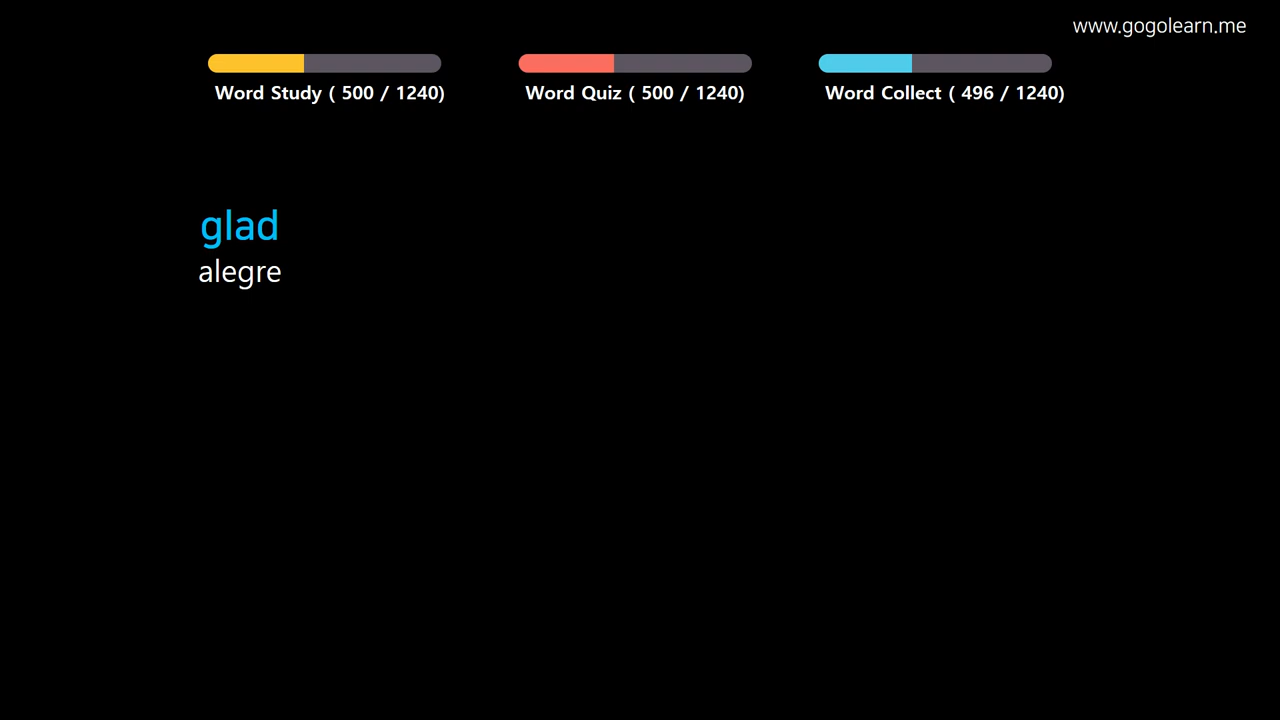 www.gogolearn.me
Word Study ( 500 / 1240)
Word Quiz ( 500 / 1240)
Word Collect ( 496 / 1240)
glad
alegre